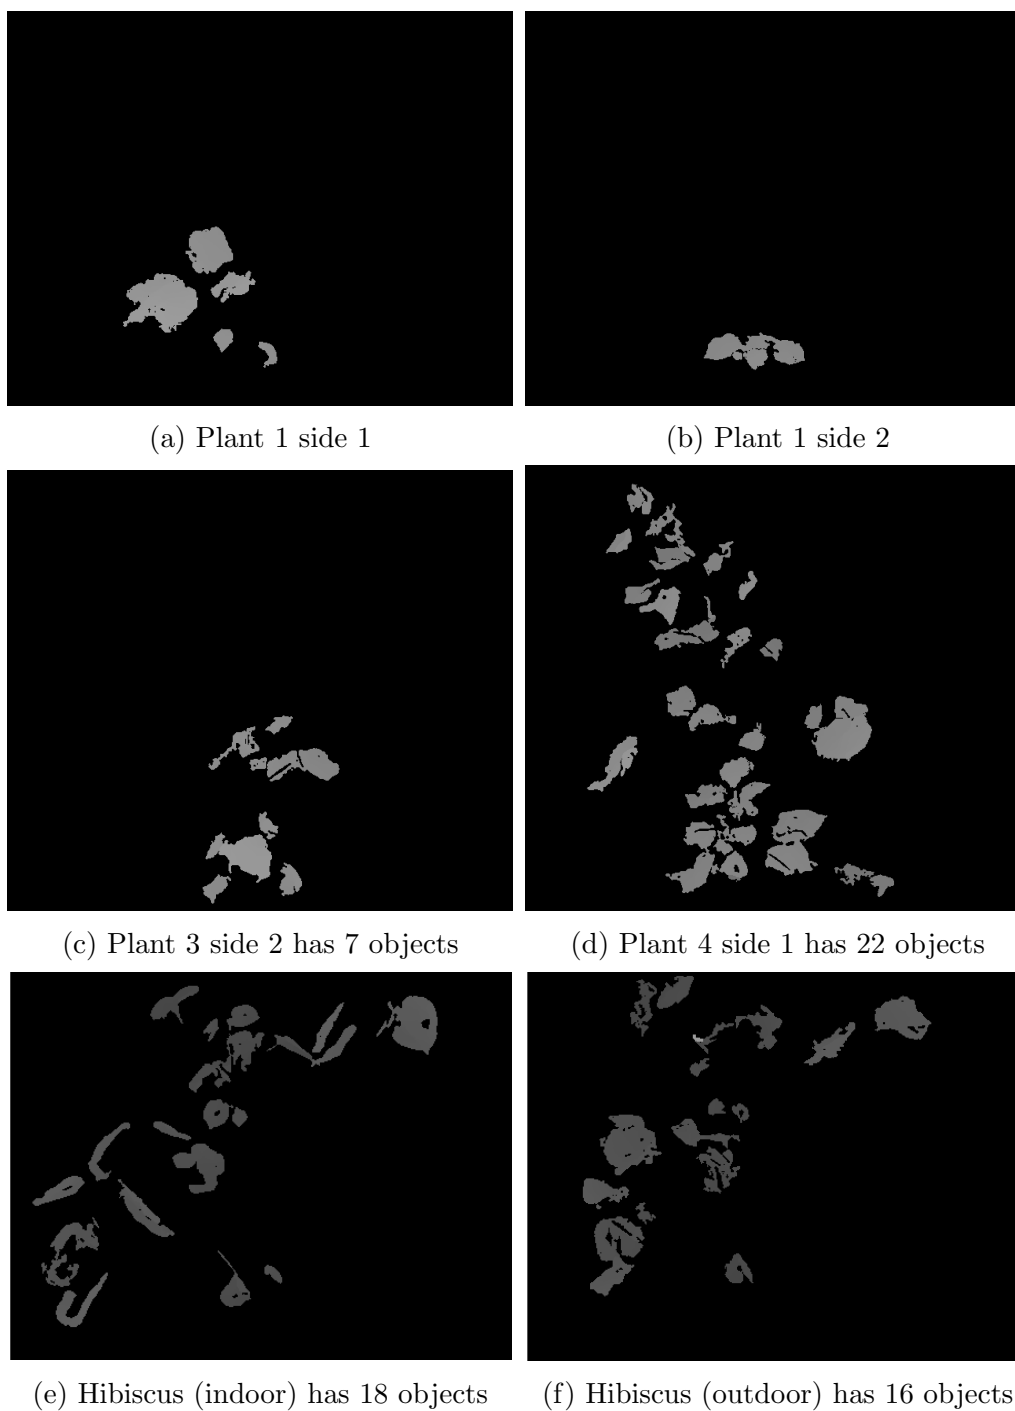 (a) Plant 1 side 1
(b) Plant 1 side 2
(c) Plant 3 side 2 has 7 objects
(d) Plant 4 side 1 has 22 objects
(e) Hibiscus (indoor) has 18 objects
(f) Hibiscus (outdoor) has 16 objects